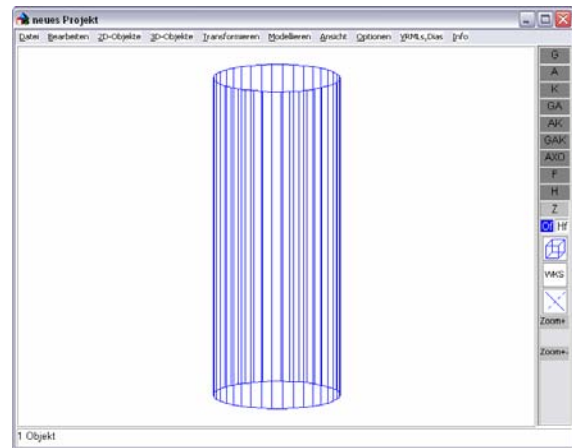 neues Projekt
Datei Bearbeiten 2D-Objekte 3D-Objekte Transformieren Modellieren Ansicht Optionen VRMLs,Dias Info
G
A
K
GA
AK
GAK
AXO
F
H
Z
Of Hf
WKS
Zoom+
Zoom+-
1 Objekt